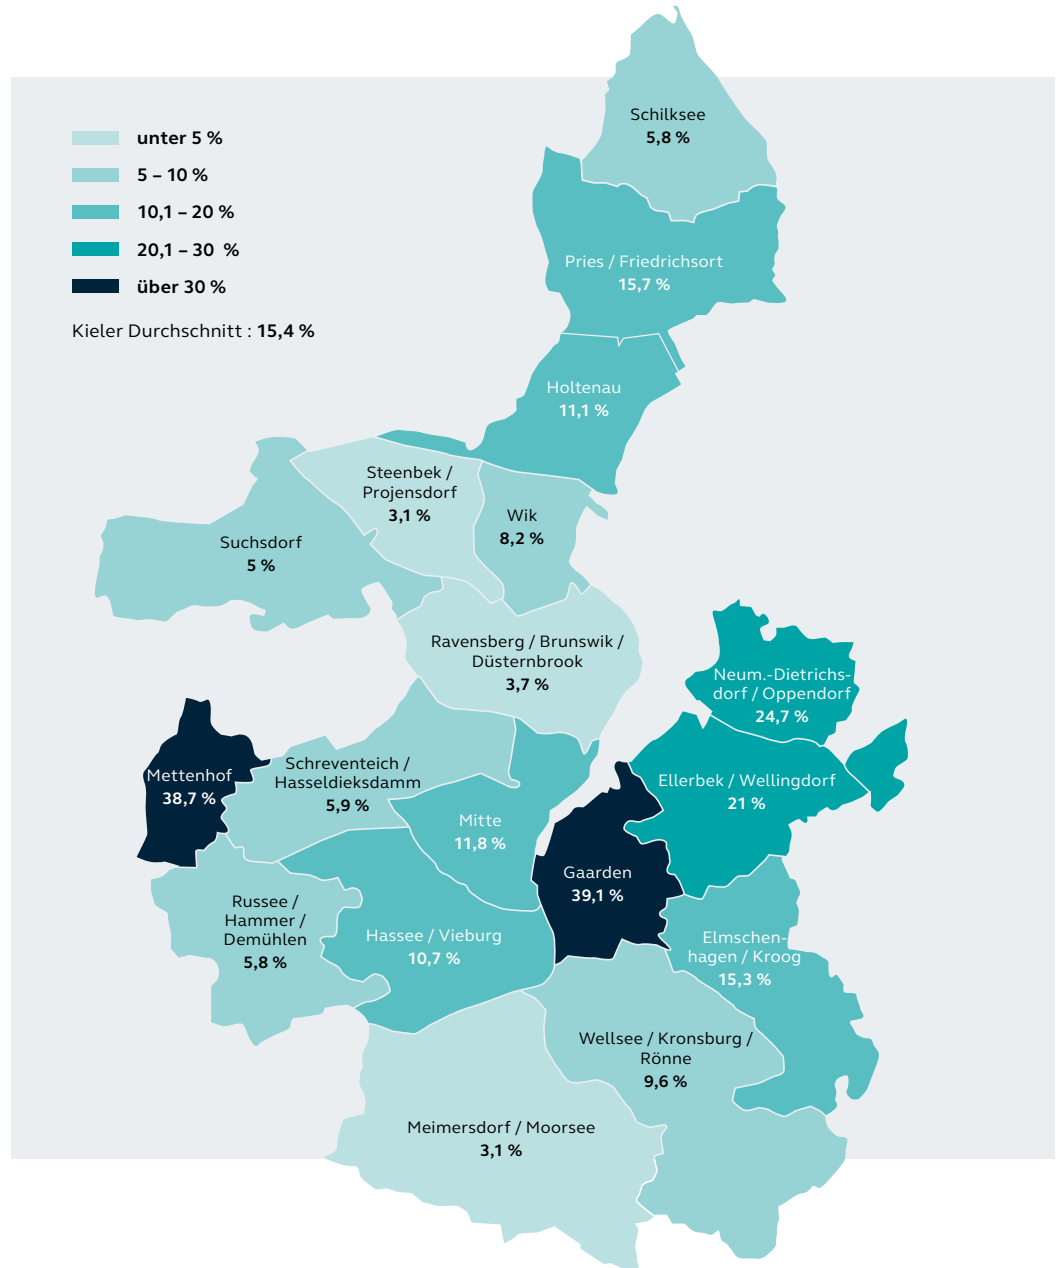 unter 5 %
5 – 10 %
10,1 – 20 %
20,1 – 30  %
über 30 %
Kieler Durchschnitt : 15,4 %
Schilksee
5,8 %
Pries / Friedrichsort
15,7 %
Holtenau
11,1 %
Steenbek /
Projensdorf
3,1 %
Wik
8,2 %
Suchsdorf
5 %
Ravensberg / Brunswik /
Düsternbrook
3,7 %
Neum.-Dietrichs-
dorf / Oppendorf
24,7 %
Mettenhof
38,7 %
Schreventeich /
Hasseldieksdamm
5,9 %
Ellerbek / Wellingdorf
21 %
Mitte
11,8 %
Gaarden
39,1 %
Russee /
Hammer /
Demühlen
5,8 %
Hassee / Vieburg
10,7 %
Elmschen-
hagen / Kroog
15,3 %
Wellsee / Kronsburg /
Rönne
9,6 %
Meimersdorf / Moorsee
3,1 %